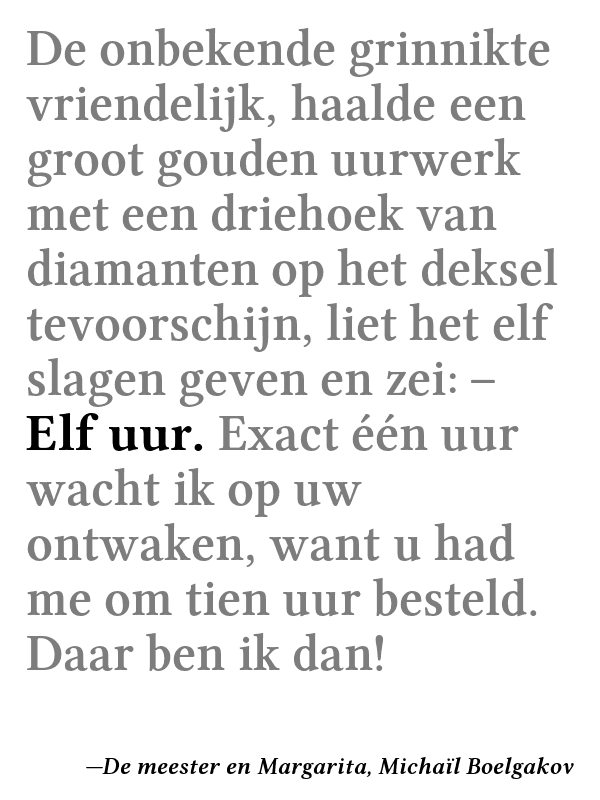 De onbekende grinnikte
vriendelijk, haalde een
groot gouden uurwerk
met een driehoek van
diamanten op het deksel
tevoorschijn, liet het elf
slagen geven en zei: –
Elf uur. Exact één uur
wacht ik op uw
ontwaken, want u had
me om tien uur besteld.
Daar ben ik dan!
—De meester en Margarita, Michaïl Boelgakov